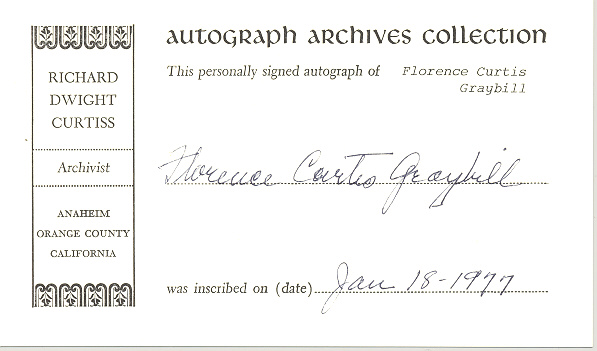 AUTOGRAPH ARCHIVES COLLECTION
This personally signed autograph of Florence Curtis
Graybill
RICHARD
DWIGHT
CURTISS
Archivist
ANAHEIM
ORANGE COUNTY
CALIFORNIA
Florence Curtis Graybill
was inscribed on (date) Jan 18-1977